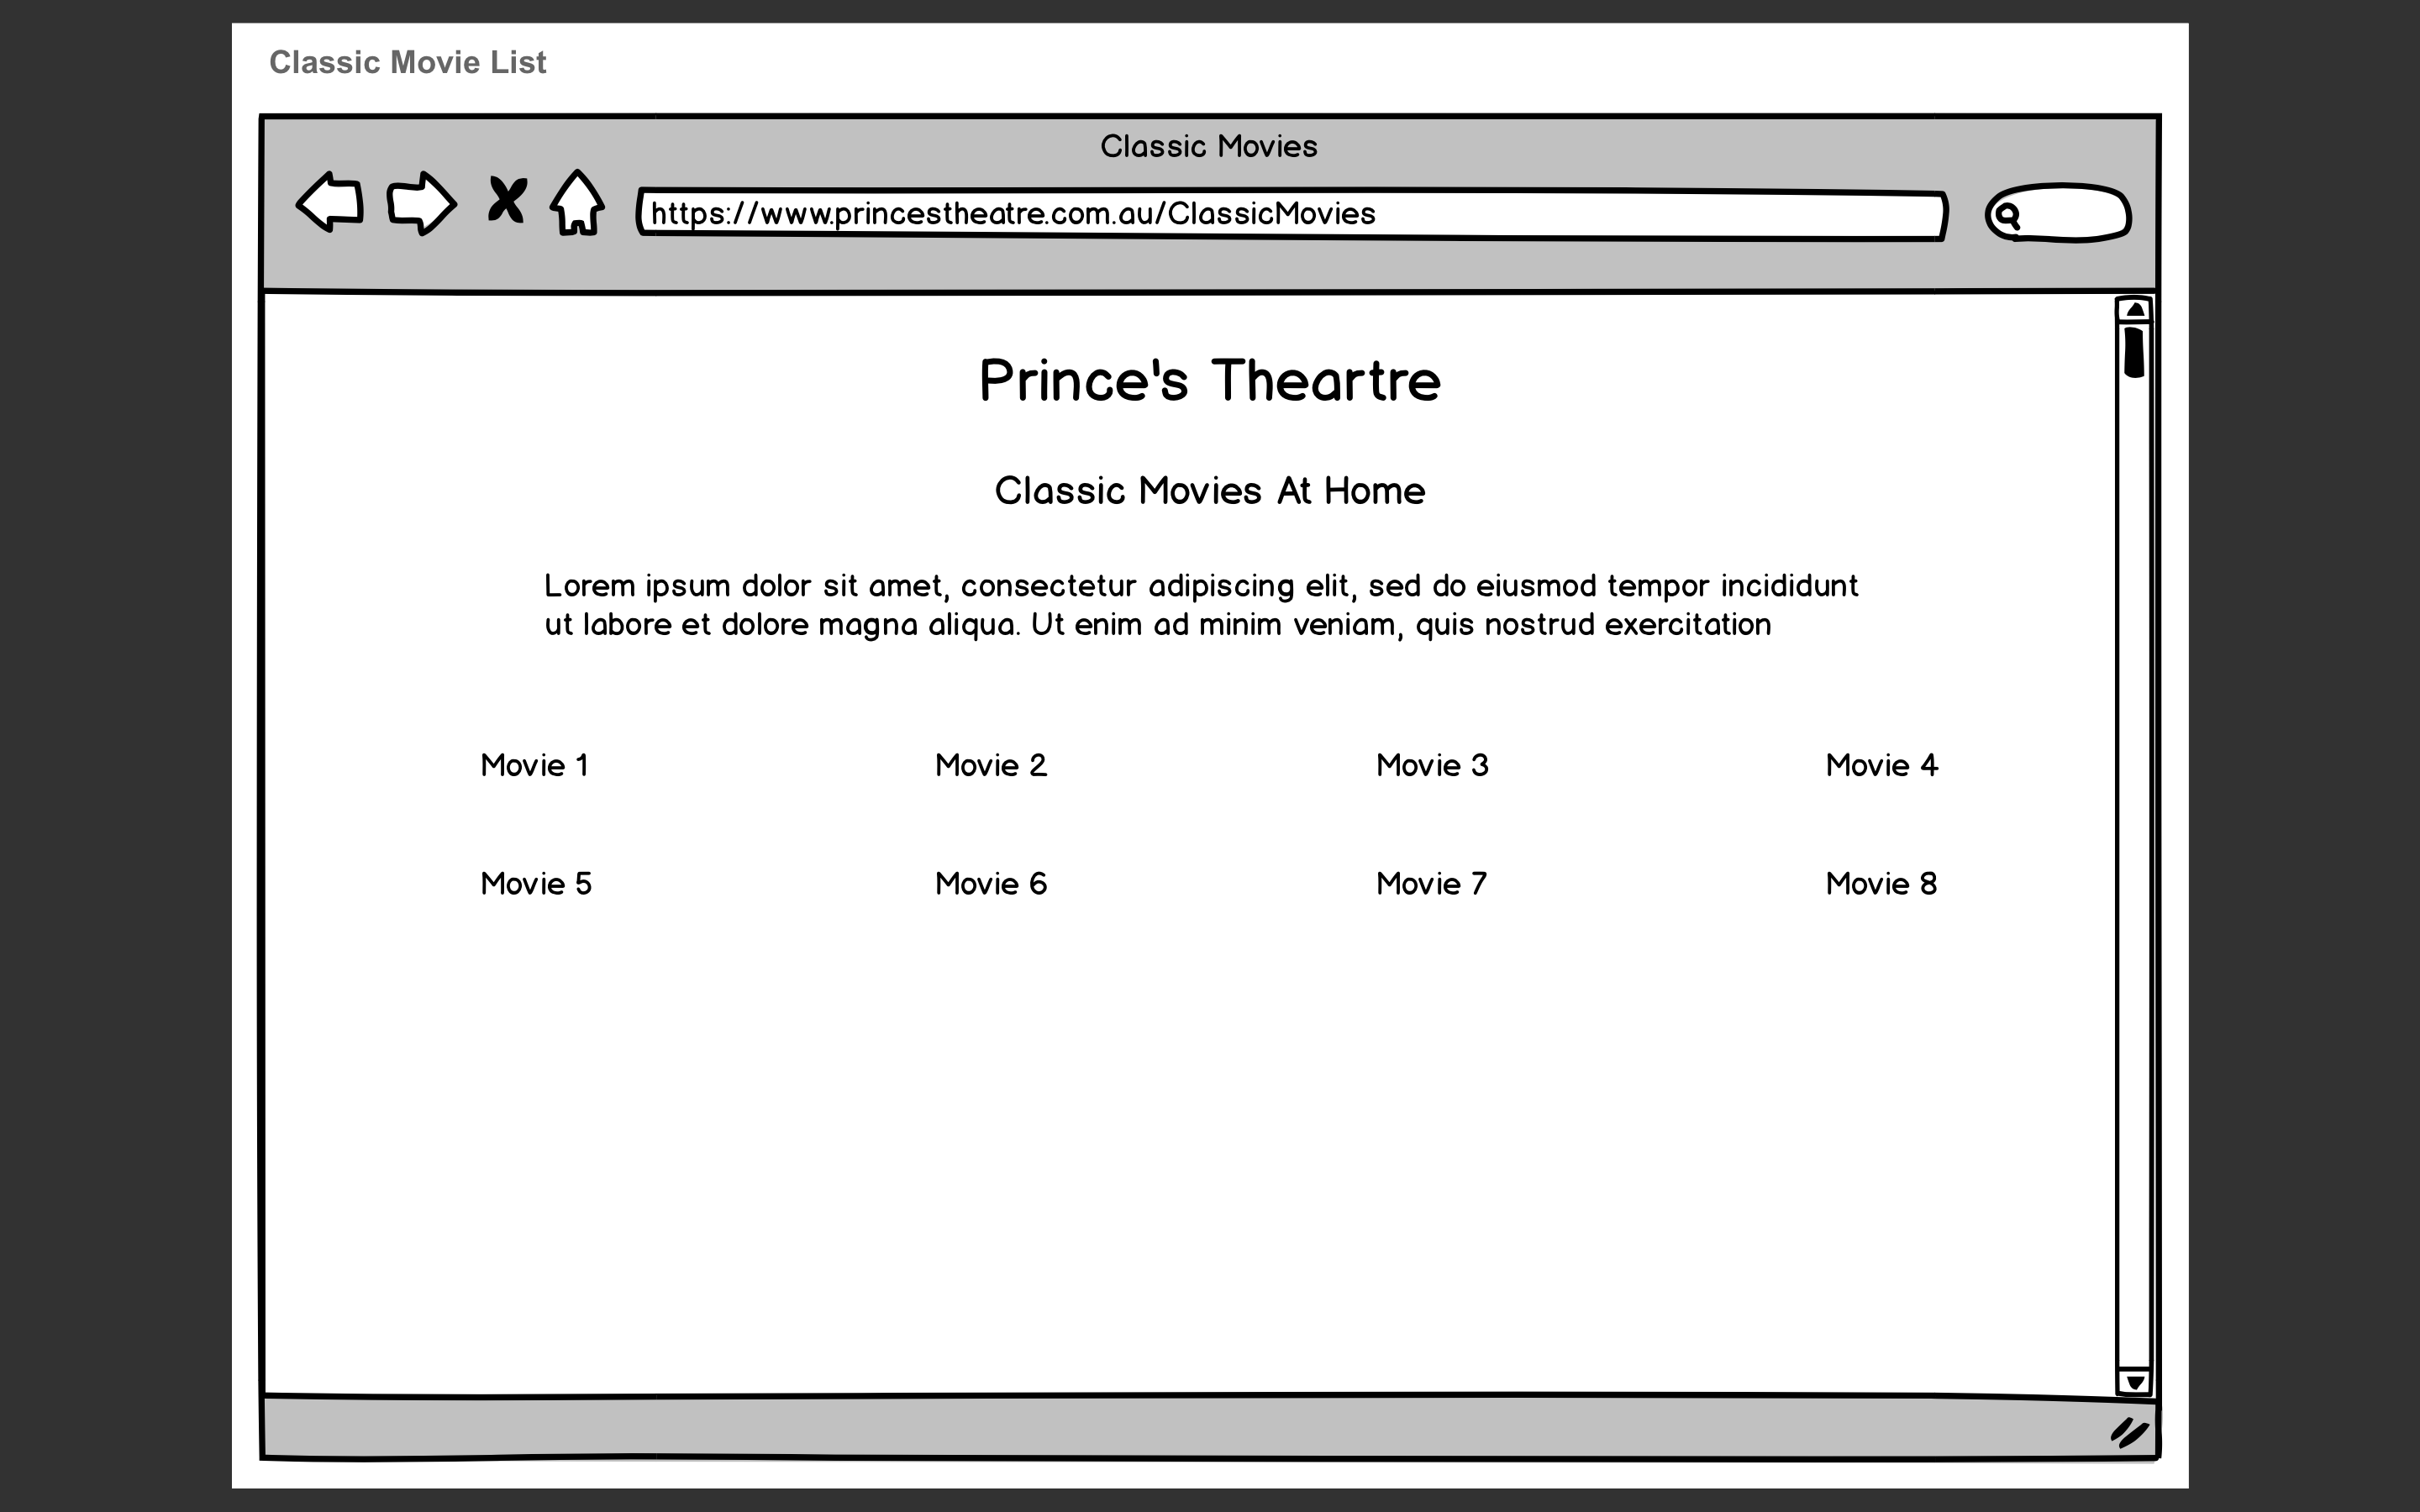 Classic Movie List
Classic Movies
https://www.princestheatre.com.au/ClassicMovies
Prince's Theartre
Classic Movies At Home
Lorem ipsum dolor sit amet, consectetur adipiscing elit, sed do eiusmod tempor incididunt
ut labore et dolore magna aliqua. Ut enim ad minim veniam, quis nostrud exercitation
Movie 1 Movie 2 Movie 3 Movie 4
Movie 5 Movie 6 Movie 7 Movie 8